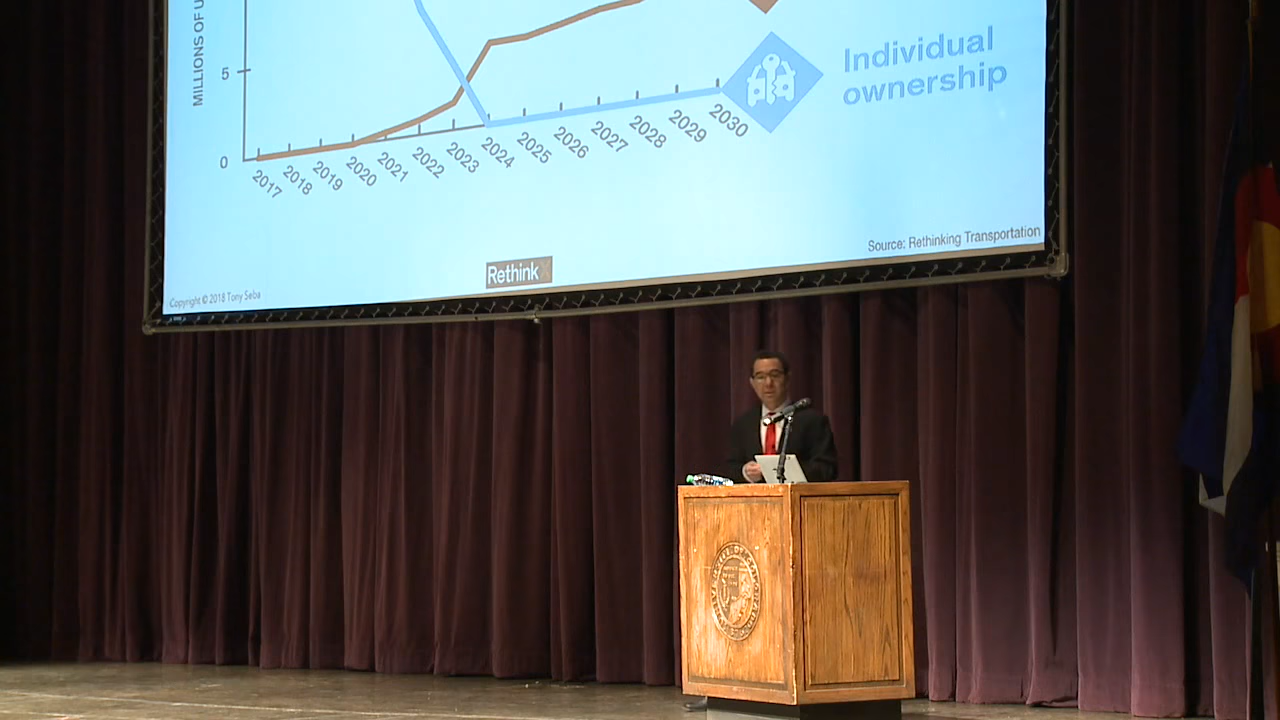 MILLIONS OF U
5
0
2017
2018
2019
2020
2021
2022
2023
2024
2025
2026
2027
2028
2029
2030
Individual
ownership
Source: Rethinking Transportation
RethinkX
Copyright © 2018 Tony Seba